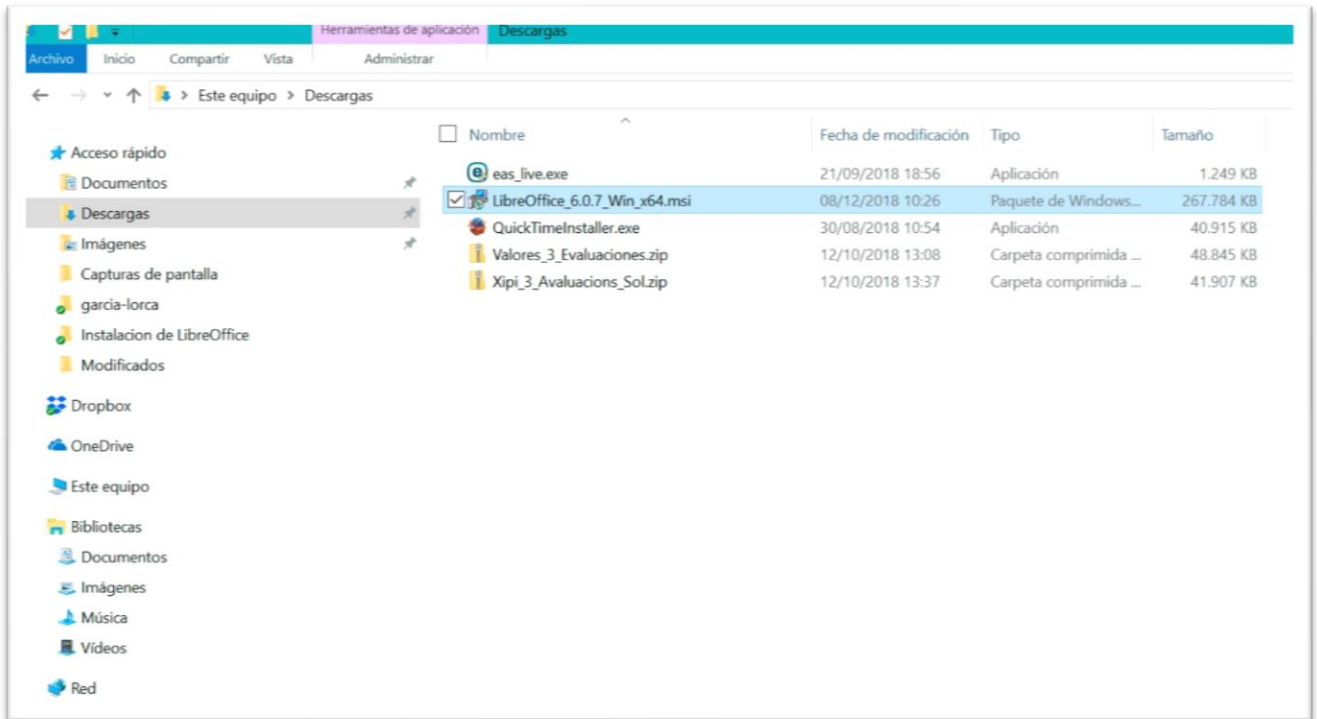 Herramientas de aplicación Descargas
Archivo Inicio Compartir Vista Administrar
Este equipo > Descargas
Nombre Fecha de modificación Tipo Tamaño
Acceso rápido
Documentos
Descargas
Imágenes
Capturas de pantalla
garcia-lorca
Instalacion de LibreOffice
Modificados
Dropbox
OneDrive
Este equipo
Bibliotecas
Documentos
Imágenes
Música
Vídeos
Red
eas_live.exe 21/09/2018 18:56 Aplicación 1.249 KB
LibreOffice_6.0.7_Win_x64.msi 08/12/2018 10:26 Paquete de Windows... 267.784 KB
QuickTimeInstaller.exe 30/08/2018 10:54 Aplicación 40.915 KB
Valores_3_Evaluaciones.zip 12/10/2018 13:08 Carpeta comprimida ... 48.845 KB
Xipi_3_Avaluacions_Sol.zip 12/10/2018 13:37 Carpeta comprimida ... 41.907 KB